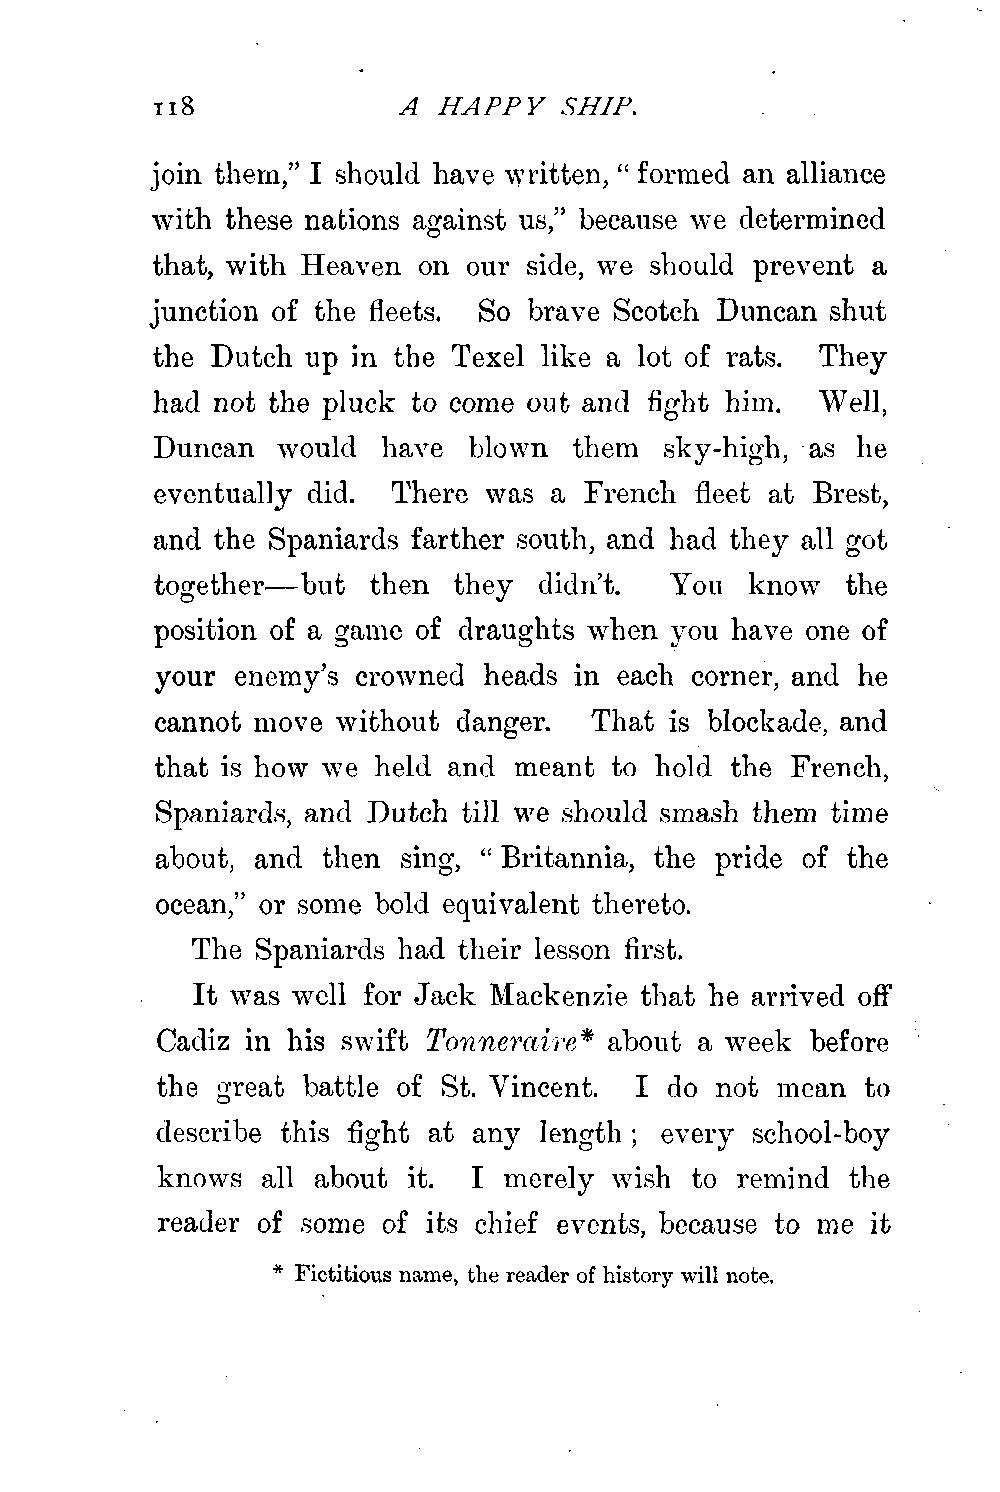 118 A HAPPY SHIP.
join them,” I should have written, “ formed an alliance
with these nations against us,” because we determined
that, with Heaven on our side, we should prevent a
junction of the fleets. So brave Scotch Duncan shut
the Dutch up in the Texel like a lot of rats. They
had not the pluck to come out and fight him. Well,
Duncan would have blown them sky-high, as he
eventually did. There was a French fleet at Brest,
and the Spaniards farther south, and had they all got
together—but then they didn’t. You know the
position of a game of draughts when you have one of
your enemy’s crowned heads in each corner, and he
cannot move without danger. That is blockade, and
that is how we held and meant to hold the French,
Spaniards, and Dutch till we should smash them time
about, and then sing, “ Britannia, the pride of the
ocean,” or some bold equivalent thereto.
The Spaniards had their lesson first.
It was well for Jack Mackenzie that he arrived off
Cadiz in his swift Tonneraire* about a week before
the great battle of St. Vincent. I do not mean to
describe this fight at any length ; every school-boy
knows all about it. I merely wish to remind the
reader of some of its chief events, because to me it
* Fictitious name, the reader of history will note.